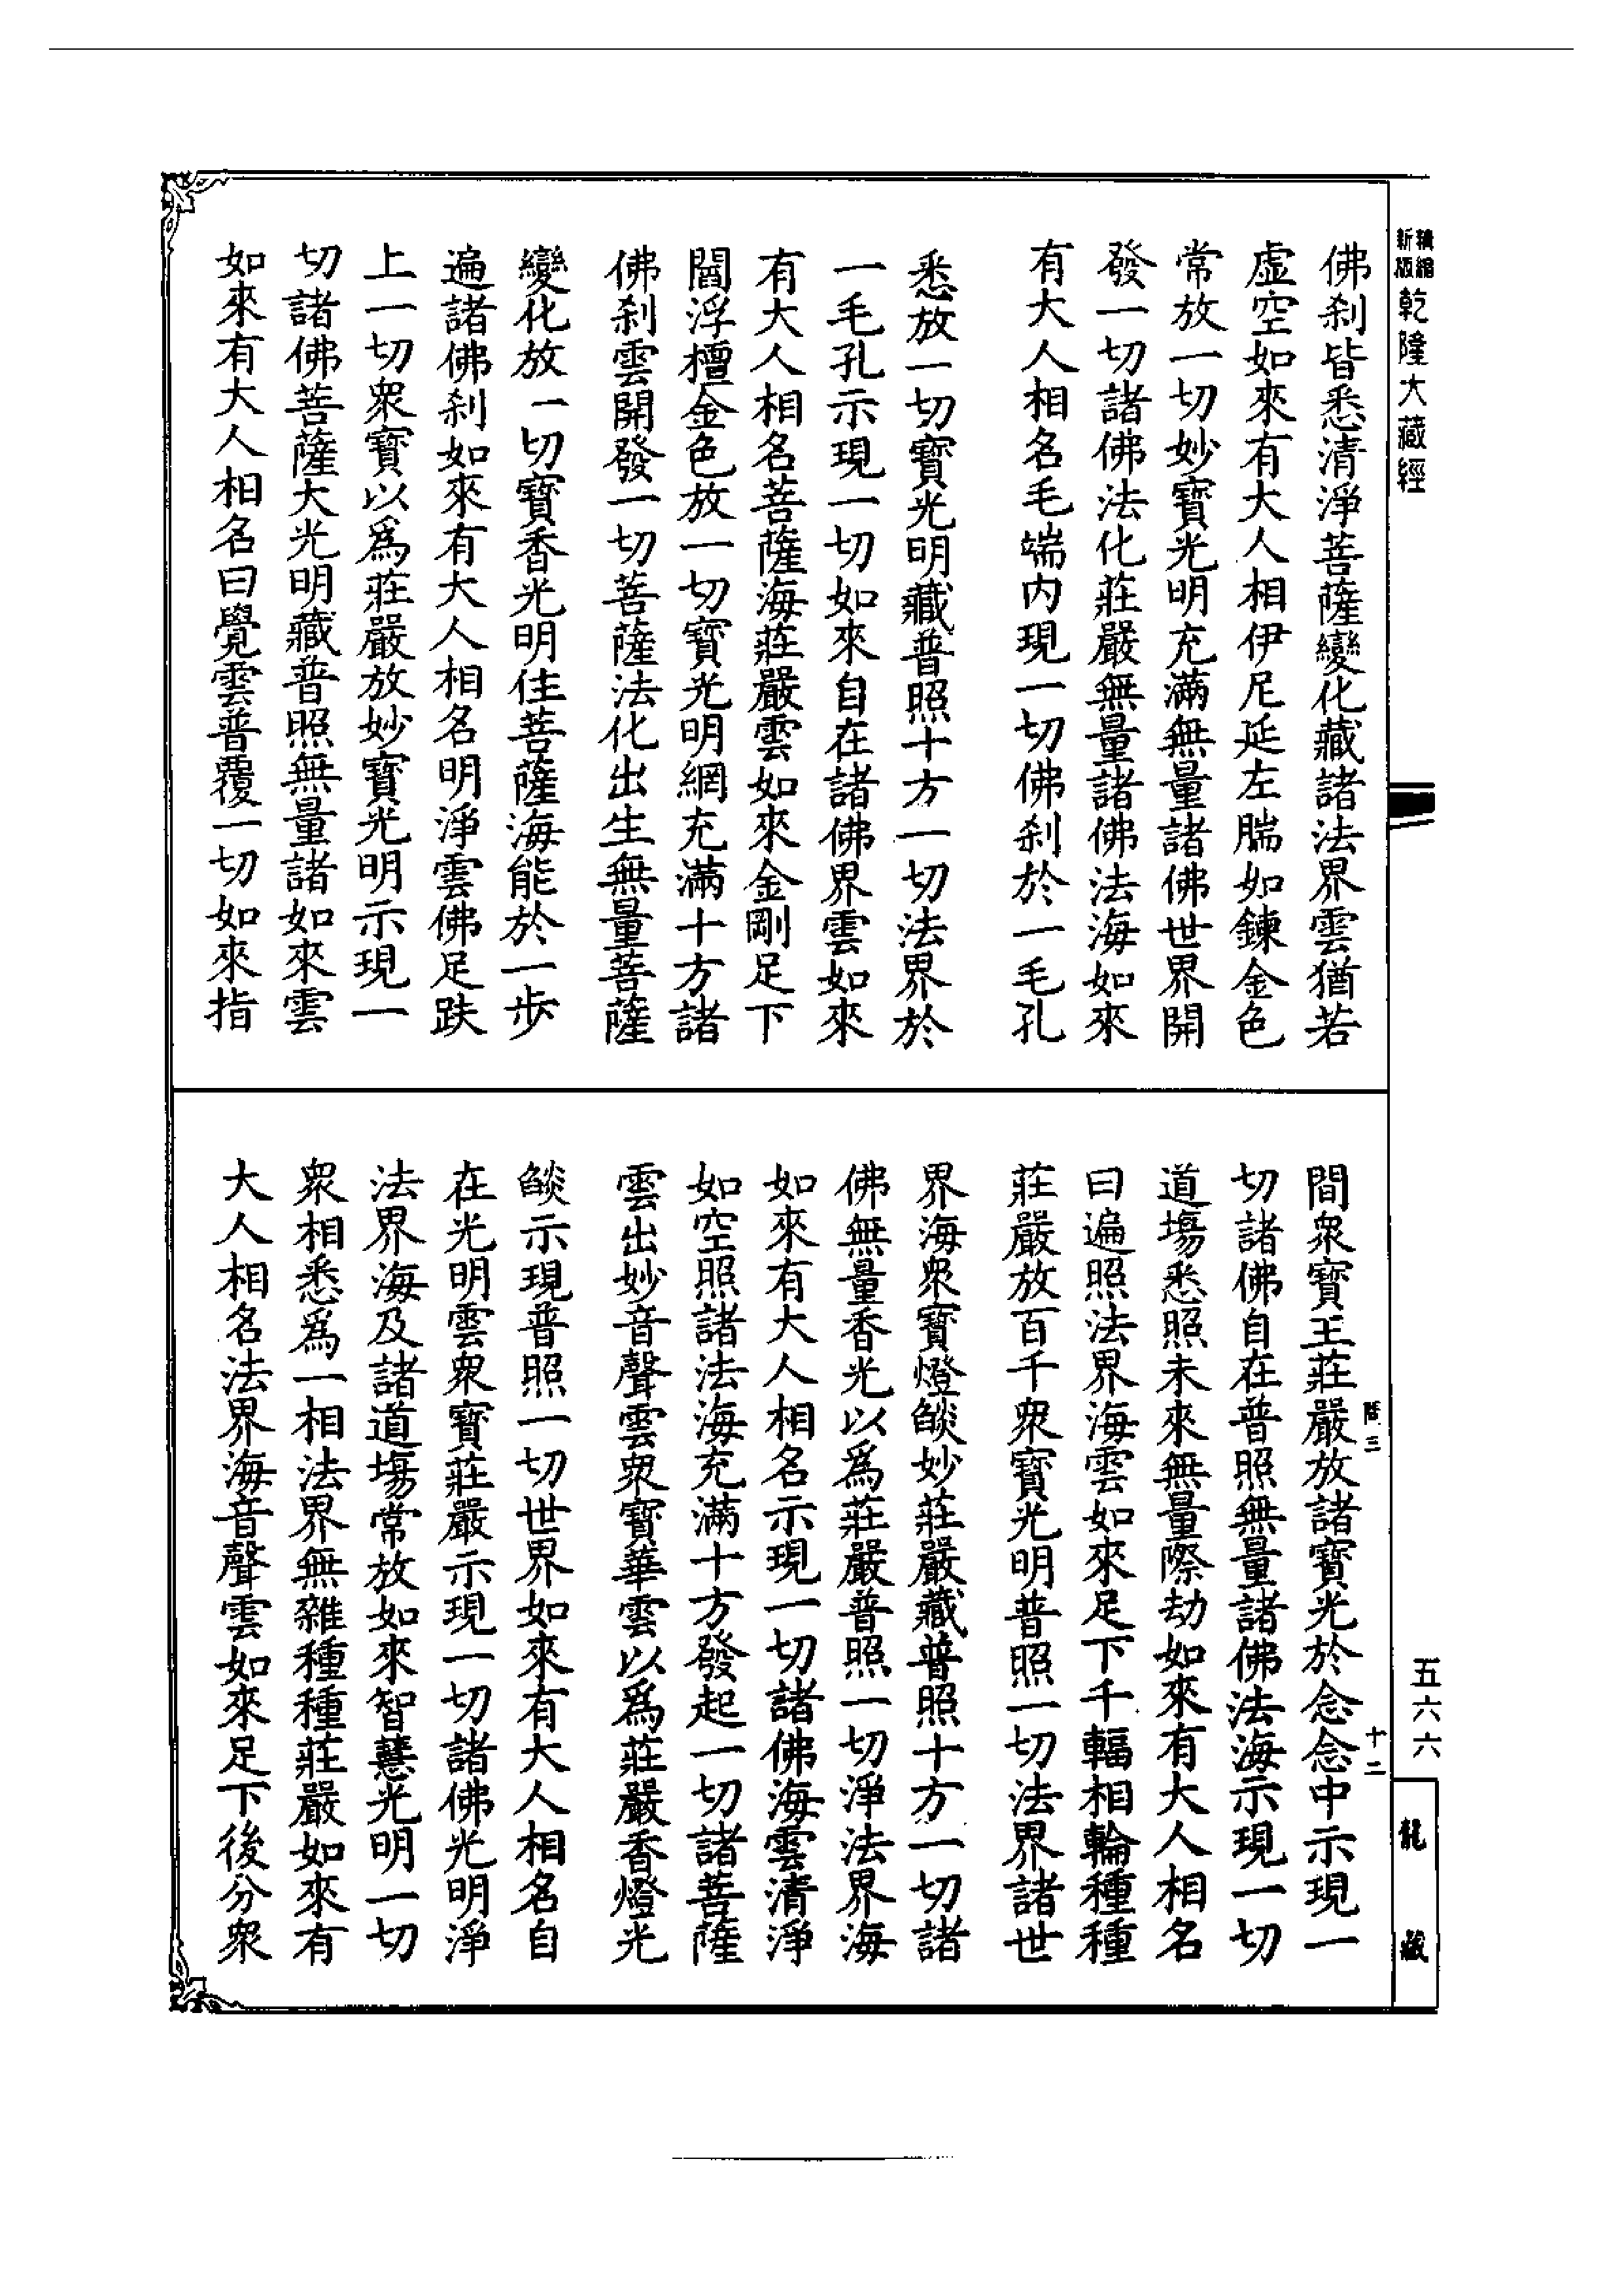 新縮
版縮
乾隆大藏經
佛刹皆悉清淨菩薩變化藏諸法界雲猶若
虛空如來有大人相伊尼延左𦟛如鍊金色
常放一切妙寶光明充滿無量諸佛世界開
發一切諸佛法化莊嚴無量諸佛法海如來
有大人相名毛端内現一切佛刹於一毛孔
悉放一切寶光明藏普照十方一切法界於
一毛孔示現一切如來自在諸佛界雲如來
有大人相名菩薩海莊嚴雲如來金剛足下
閻浮檀金色放一切寶光明網充滿十方諸
佛刹雲開發一切菩薩法化出生無量菩薩
變化放一切寶香光明住菩薩海能於一步
遍諸佛刹如來有大人相名明淨雲佛足趺
上一切衆寶以爲莊嚴放妙寶光明示現一
切諸佛菩薩大光明藏普照無量諸如來雲
如來有大人相名曰覺雲普覆一切如來指
間衆寶王莊嚴放諸寶光於念念中示現一
切諸佛自在普照無量諸佛法海示現一切
道場悉照未來無量際劫如來有大人相名
曰遍照法界海雲如來足下千輻相輪種種
莊嚴放百千衆寶光明普照一切法界諸世
界海衆寶燈燄妙莊嚴藏普照十方一切諸
佛無量香光以爲莊嚴普照一切淨法界海
如來有大人相名示現一切諸佛海雲清淨
如空照諸法海充滿十方發起一切諸菩薩
雲出妙音聲雲衆寶華雲以爲莊嚴香燈光
燄示現普照一切世界如來有大人相名自
在光明雲衆寶莊嚴示現一切諸佛光明淨
法界海及諸道場常放如來智慧光明一切
衆相悉爲一相法界無雜種種莊嚴如來有
大人相名法界海音聲雲如來足下後分衆
三
十二
五六六
龍藏